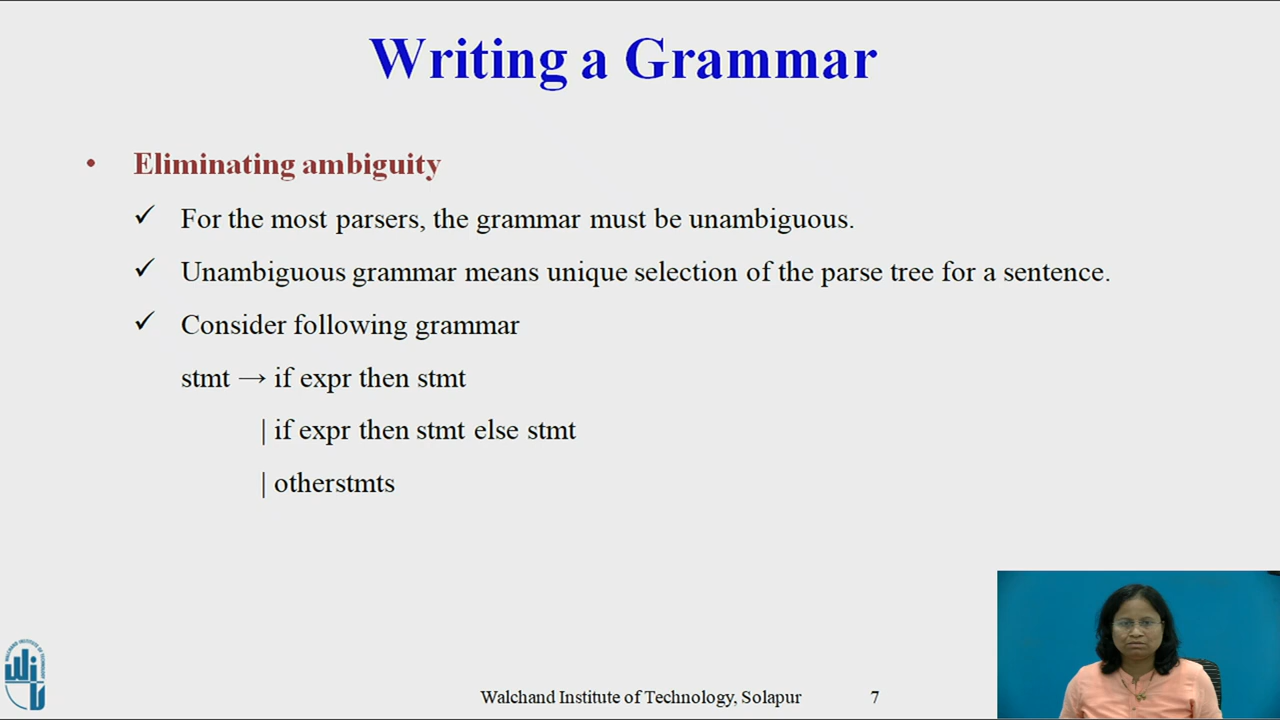 Writing a Grammar
• Eliminating ambiguity
✓ For the most parsers, the grammar must be unambiguous.
✓ Unambiguous grammar means unique selection of the parse tree for a sentence.
✓ Consider following grammar
stmt → if expr then stmt
| if expr then stmt else stmt
| otherstmts
Walchand Institute of Technology, Solapur 7